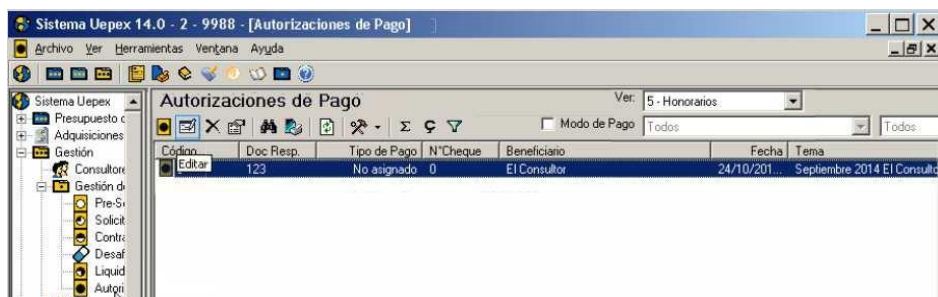 Sistema Uepex 14.0 - 2 - 9988 - [Autorizaciones de Pago]
Archivo Ver Herramientas Ventana Ayuda
Sistema Uepex
Presupuesto
Adquisiciones
Gestión
Consultore
Gestión d
Pre-S
Solicit
Contra
Desaf
Liquid
Autori
Autorizaciones de Pago
Ver: 5 - Honorarios
Modo de Pago Todos Todos
Código Doc Resp. Tipo de Pago N°Cheque Beneficiario Fecha Tema
Editar
123 No asignado 0 El Consultor 24/10/201... Septiembre 2014 El Consulto